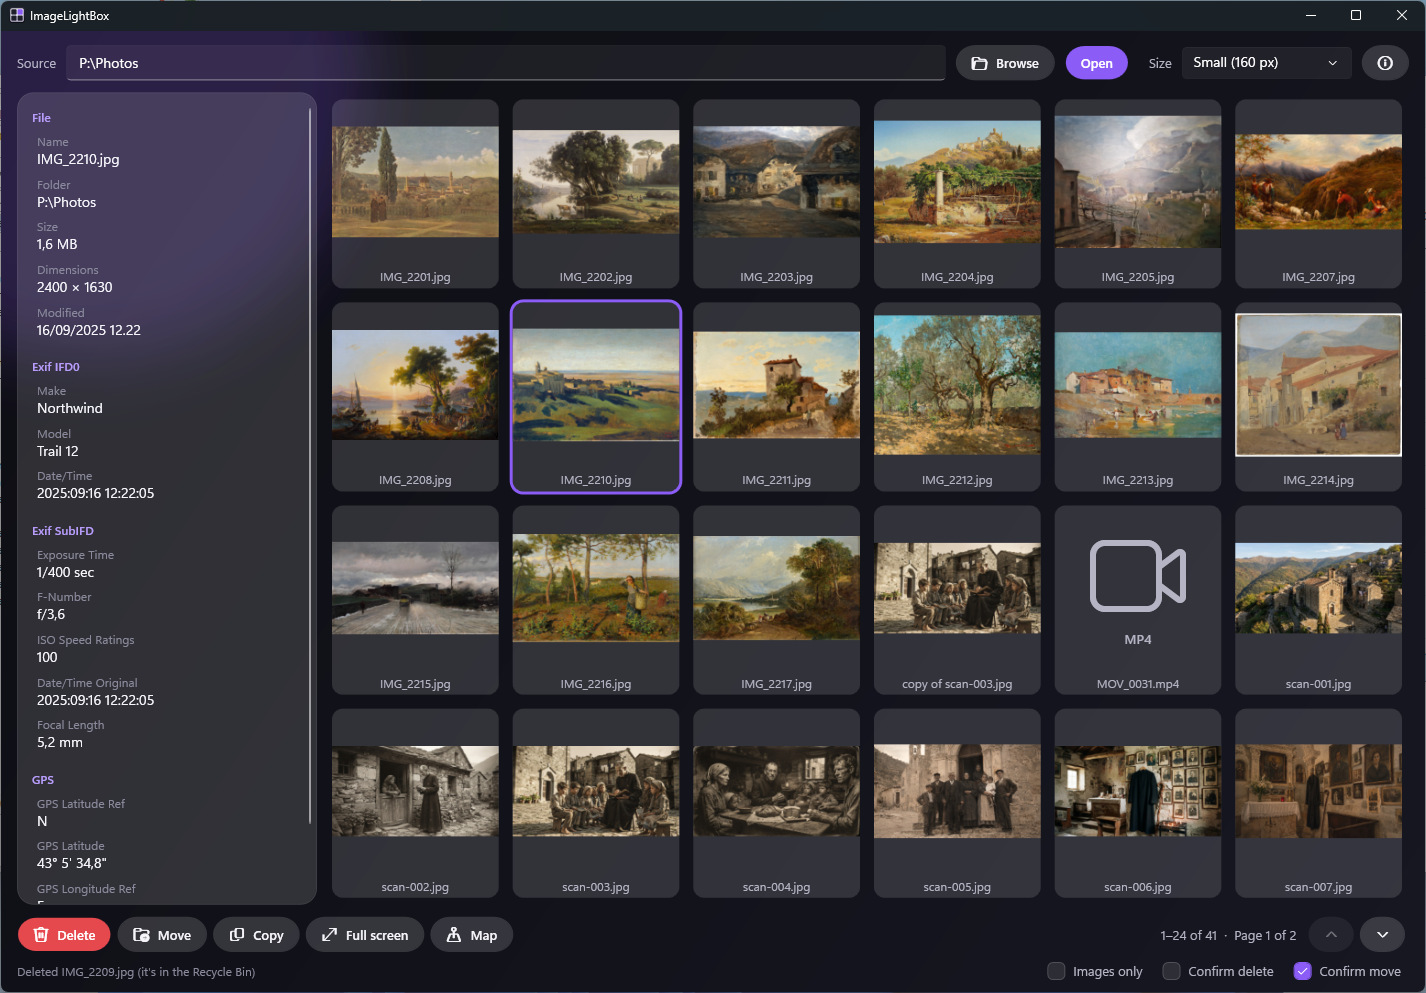 ImageLightBox
Source
P:\Photos
Browse
Open
Size
Small (160 px)
File
Name
IMG_2210.jpg
Folder
P:\Photos
Size
1,6 MB
Dimensions
2400 × 1630
Modified
16/09/2025 12.22
Exif IFD0
Make
Northwind
Model
Trail 12
Date/Time
2025:09:16 12:22:05
Exif SubIFD
Exposure Time
1/400 sec
F-Number
f/3,6
ISO Speed Ratings
100
Date/Time Original
2025:09:16 12:22:05
Focal Length
5,2 mm
GPS
GPS Latitude Ref
N
GPS Latitude
43° 5' 34,8"
GPS Longitude Ref
IMG_2201.jpg
IMG_2202.jpg
IMG_2203.jpg
IMG_2204.jpg
IMG_2205.jpg
IMG_2207.jpg
IMG_2208.jpg
IMG_2210.jpg
IMG_2211.jpg
IMG_2212.jpg
IMG_2213.jpg
IMG_2214.jpg
IMG_2215.jpg
IMG_2216.jpg
IMG_2217.jpg
copy of scan-003.jpg
MP4
MOV_0031.mp4
scan-001.jpg
scan-002.jpg
scan-003.jpg
scan-004.jpg
scan-005.jpg
scan-006.jpg
scan-007.jpg
Delete
Move
Copy
Full screen
Map
1–24 of 41 · Page 1 of 2
Deleted IMG_2209.jpg (it's in the Recycle Bin)
Images only
Confirm delete
Confirm move